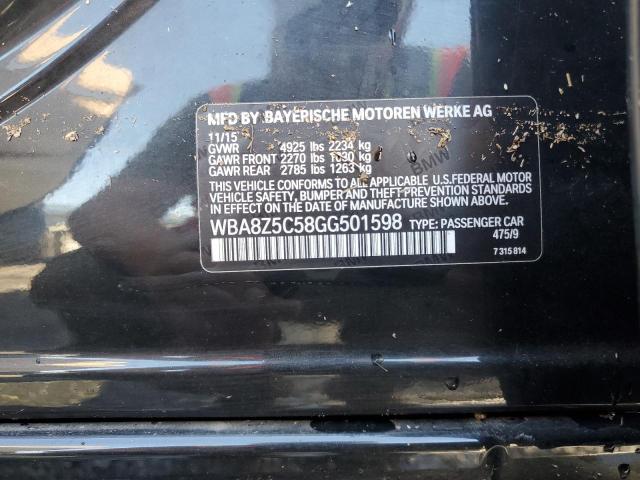 MFD BY BAYERISCHE MOTOREN WERKE AG
11/15
GVWR 4925 lbs 2234 kg
GAWR FRONT 2270 lbs 1030 kg
GAWR REAR 2785 lbs 1263 kg
THIS VEHICLE CONFORMS TO ALL APPLICABLE U.S. FEDERAL MOTOR
VEHICLE SAFETY, BUMPER AND THEFT PREVENTION STANDARDS
IN EFFECT ON THE DATE OF MANUFACTURE SHOWN ABOVE.
WBA8Z5C58GG501598 TYPE: PASSENGER CAR
475/9
7 315 814
BMW